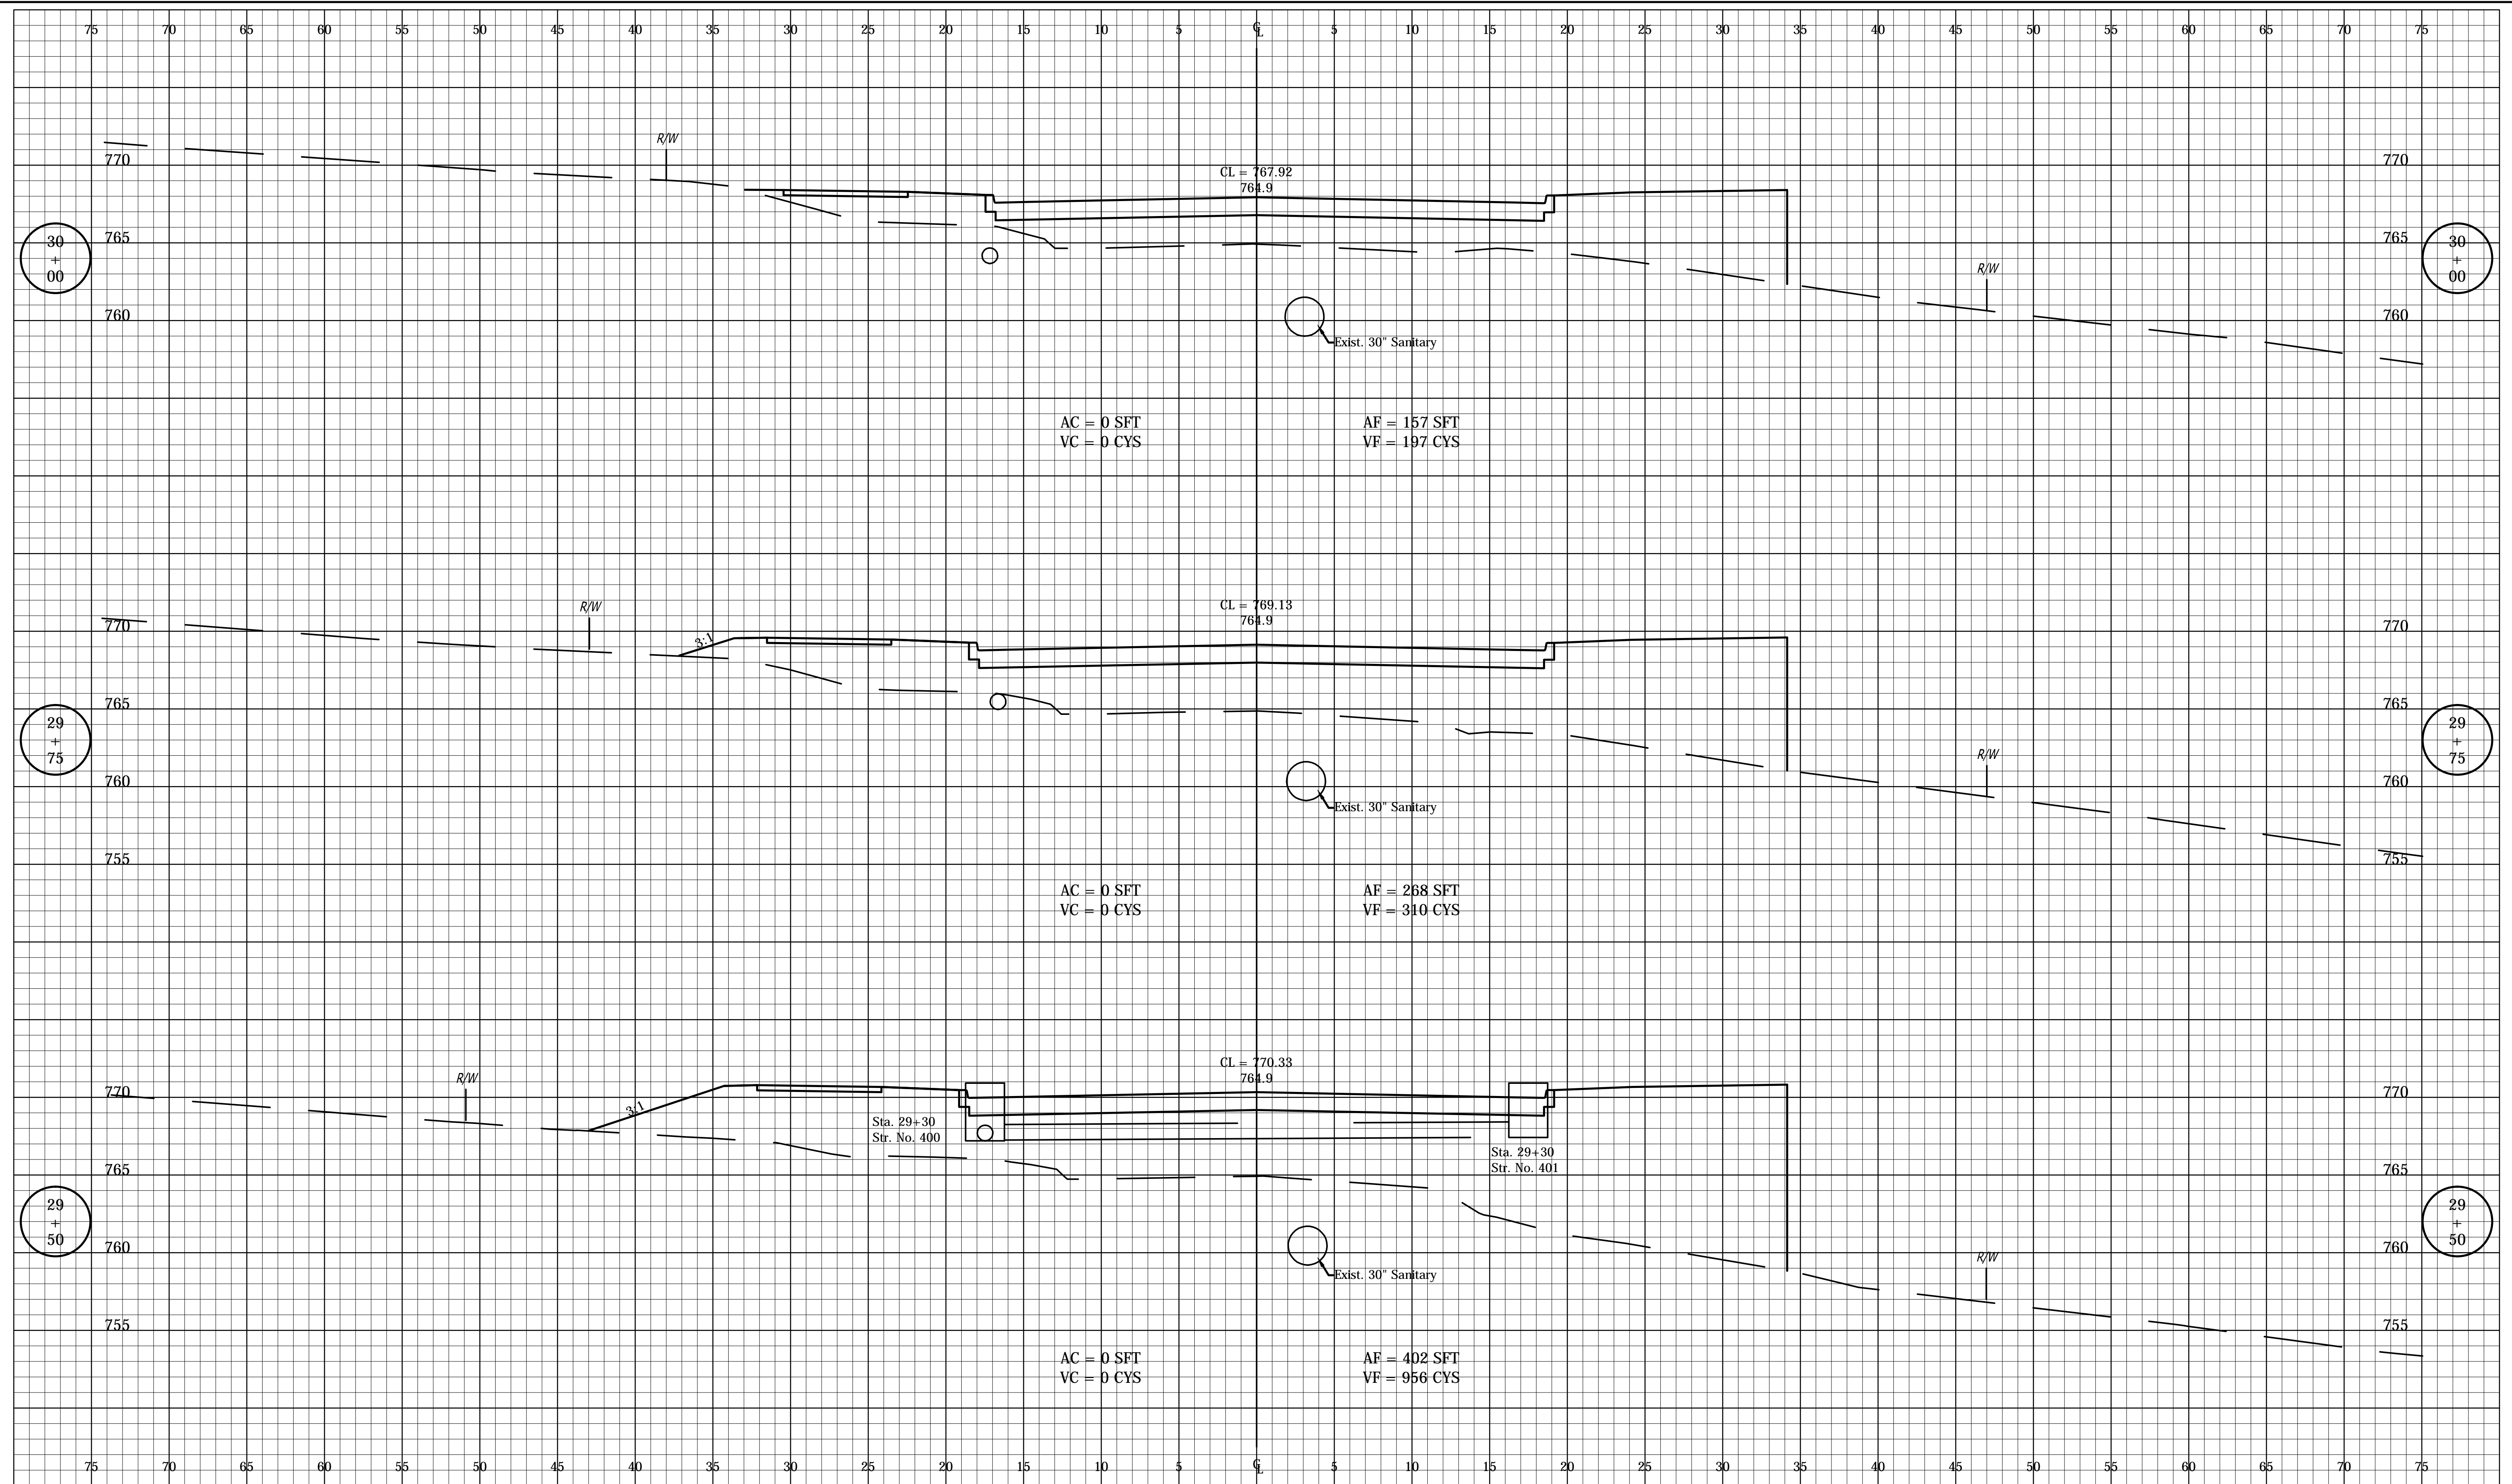 75 70 65 60 55 50 45 40 35 30 25 20 15 10 5 CL 5 10 15 20 25 30 35 40 45 50 55 60 65 70 75
R/W
770 770
CL = 767.92
764.9
30
+
00
765 765
30
+
00
R/W
760 760
Exist. 30" Sanitary
AC = 0 SFT AF = 157 SFT
VC = 0 CYS VF = 197 CYS
R/W
CL = 769.13
764.9
770 770
3:1
765 765
29
+
75
29
+
75
R/W
760 760
Exist. 30" Sanitary
755 755
AC = 0 SFT AF = 268 SFT
VC = 0 CYS VF = 310 CYS
CL = 770.33
764.9
R/W
770 770
3:1
Sta. 29+30
Str. No. 400
Sta. 29+30
Str. No. 401
765 765
29
+
50
29
+
50
760 760
R/W
Exist. 30" Sanitary
755 755
AC = 0 SFT AF = 402 SFT
VC = 0 CYS VF = 956 CYS
75 70 65 60 55 50 45 40 35 30 25 20 15 10 5 CL 5 10 15 20 25 30 35 40 45 50 55 60 65 70 75